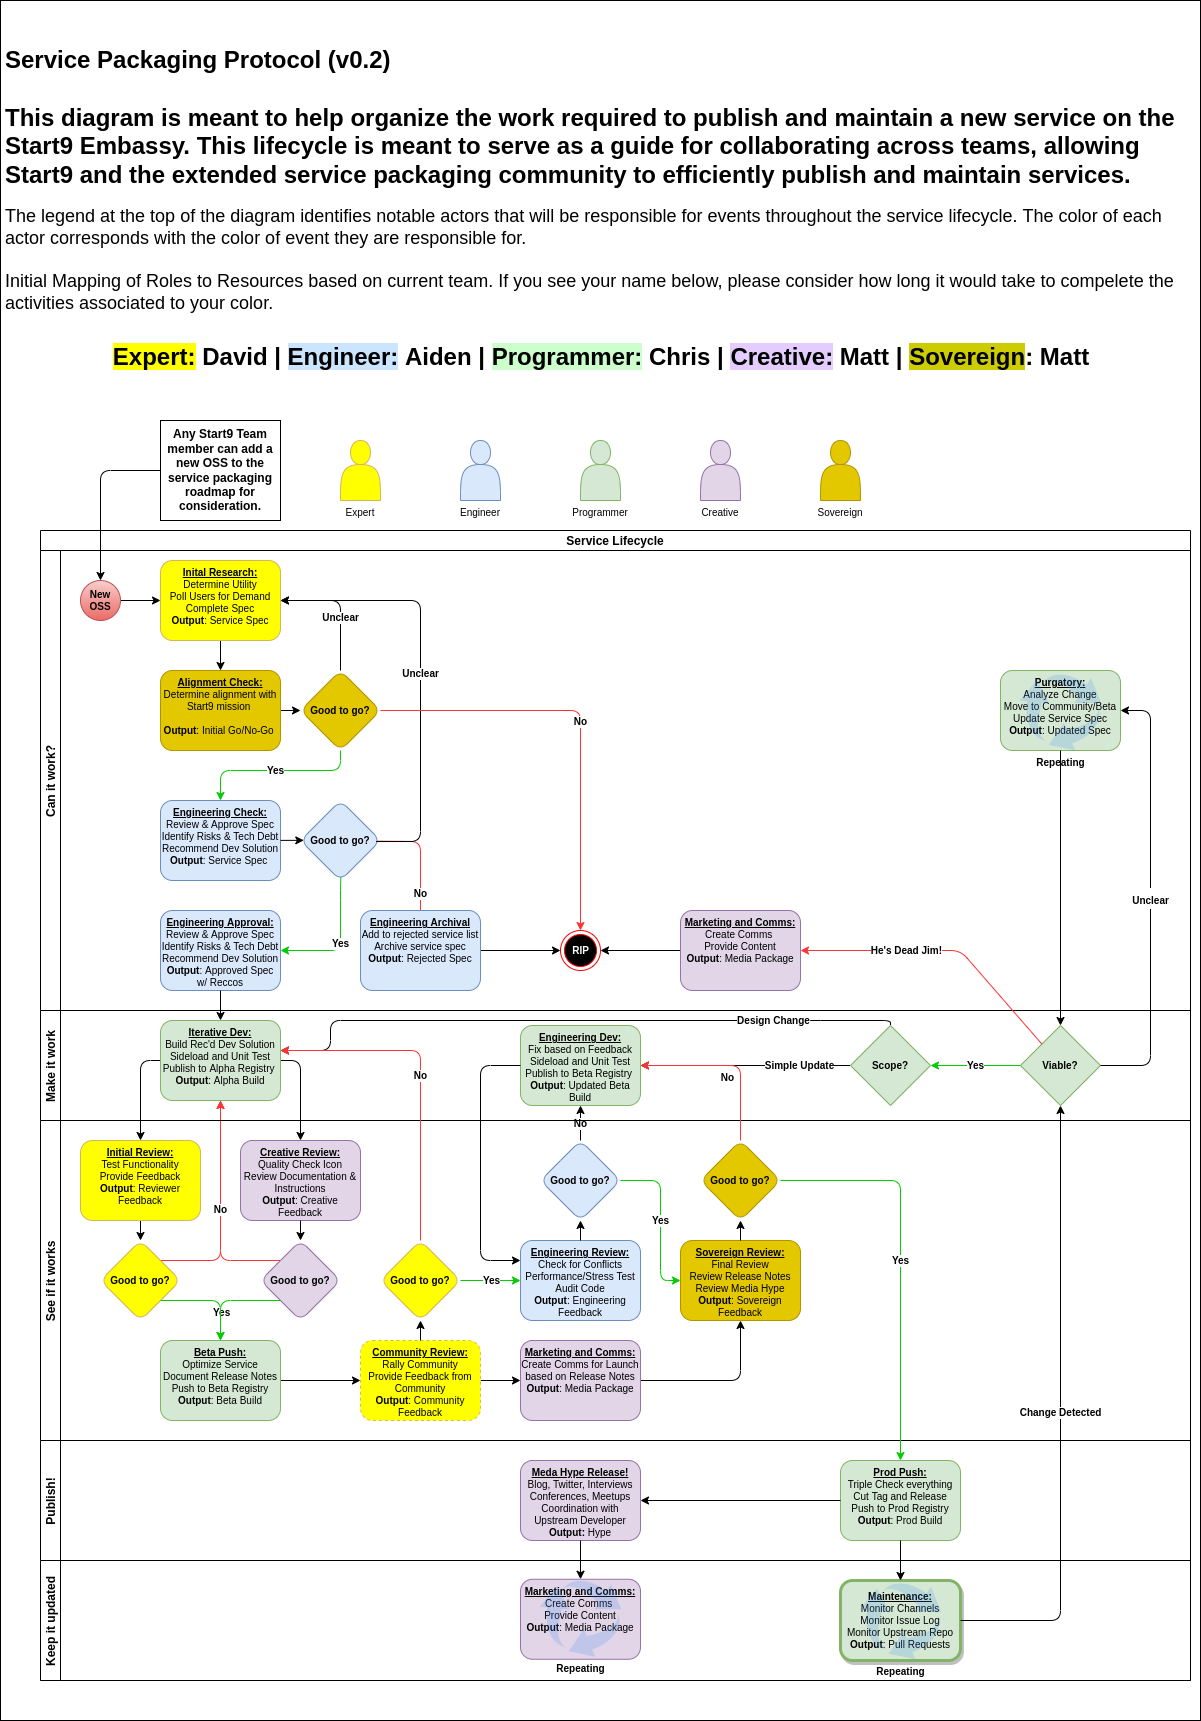 Service Packaging Protocol (v0.2)
This diagram is meant to help organize the work required to publish and maintain a new service on the
Start9 Embassy. This lifecycle is meant to serve as a guide for collaborating across teams, allowing
Start9 and the extended service packaging community to efficiently publish and maintain services.
The legend at the top of the diagram identifies notable actors that will be responsible for events throughout the service lifecycle. The color of each
actor corresponds with the color of event they are responsible for.
Initial Mapping of Roles to Resources based on current team. If you see your name below, please consider how long it would take to compelete the
activities associated to your color.
Expert: David | Engineer: Aiden | Programmer: Chris | Creative: Matt | Sovereign: Matt
Any Start9 Team
member can add a
new OSS to the
service packaging
roadmap for
consideration.
Expert
Engineer
Programmer
Creative
Sovereign
Service Lifecycle
Can it work?
New
OSS
Inital Research:
Determine Utility
Poll Users for Demand
Complete Spec
Output: Service Spec
Unclear
Unclear
Alignment Check:
Determine alignment with
Start9 mission
Output: Initial Go/No-Go
Good to go?
No
Yes
Purgatory:
Analyze Change
Move to Community/Beta
Update Service Spec
Output: Updated Spec
Repeating
Engineering Check:
Review & Approve Spec
Identify Risks & Tech Debt
Recommend Dev Solution
Output: Service Spec
Good to go?
No
Yes
Unclear
Engineering Approval:
Review & Approve Spec
Identify Risks & Tech Debt
Recommend Dev Solution
Output: Approved Spec
w/ Reccos
Engineering Archival
Add to rejected service list
Archive service spec
Output: Rejected Spec
RIP
Marketing and Comms:
Create Comms
Provide Content
Output: Media Package
He's Dead Jim!
Make it work
Iterative Dev:
Build Rec'd Dev Solution
Sideload and Unit Test
Publish to Alpha Registry
Output: Alpha Build
No
Engineering Dev:
Fix based on Feedback
Sideload and Unit Test
Publish to Beta Registry
Output: Updated Beta
Build
Design Change
Simple Update
No
Scope?
Yes
Viable?
See if it works
Initial Review:
Test Functionality
Provide Feedback
Output: Reviewer
Feedback
Creative Review:
Quality Check Icon
Review Documentation &
Instructions
Output: Creative
Feedback
No
No
Good to go?
Yes
Good to go?
Yes
Good to go?
Good to go?
Yes
Good to go?
Yes
Engineering Review:
Check for Conflicts
Performance/Stress Test
Audit Code
Output: Engineering
Feedback
Sovereign Review:
Final Review
Review Release Notes
Review Media Hype
Output: Sovereign
Feedback
Yes
Beta Push:
Optimize Service
Document Release Notes
Push to Beta Registry
Output: Beta Build
Community Review:
Rally Community
Provide Feedback from
Community
Output: Community
Feedback
Marketing and Comms:
Create Comms for Launch
based on Release Notes
Output: Media Package
Change Detected
Publish!
Meda Hype Release!
Blog, Twitter, Interviews
Conferences, Meetups
Coordination with
Upstream Developer
Output: Hype
Prod Push:
Triple Check everything
Cut Tag and Release
Push to Prod Registry
Output: Prod Build
Keep it updated
Marketing and Comms:
Create Comms
Provide Content
Output: Media Package
Repeating
Maintenance:
Monitor Channels
Monitor Issue Log
Monitor Upstream Repo
Output: Pull Requests
Repeating